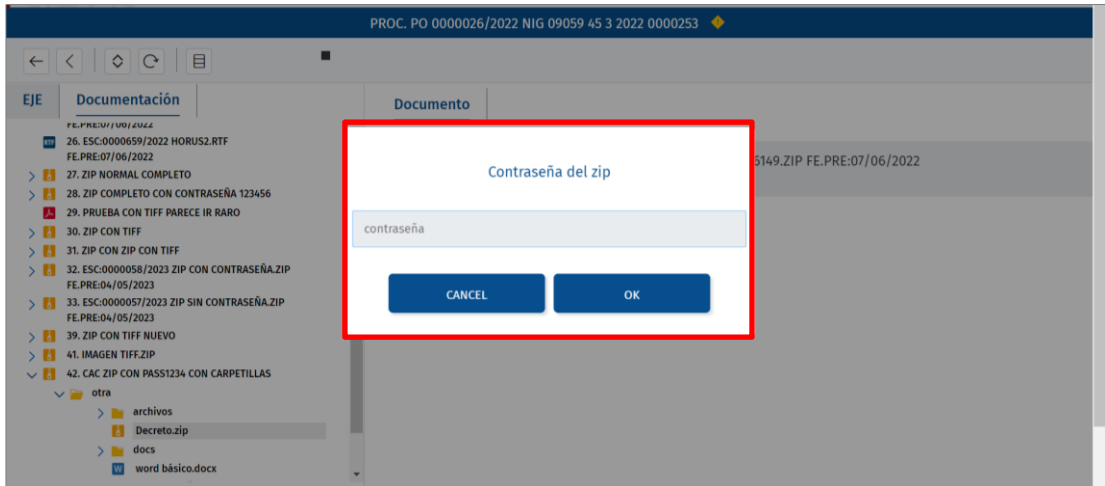 PROC. PO 0000026/2022 NIG 09059 45 3 2022 0000253
EJE
Documentación
FE.PRE:07/06/2022
26. ESC:0000659/2022 HORUS2.RTF
FE.PRE:07/06/2022
27. ZIP NORMAL COMPLETO
28. ZIP COMPLETO CON CONTRASEÑA 123456
29. PRUEBA CON TIFF PARECE IR RARO
30. ZIP CON TIFF
31. ZIP CON ZIP CON TIFF
32. ESC:0000058/2023 ZIP CON CONTRASEÑA.ZIP
FE.PRE:04/05/2023
33. ESC:0000057/2023 ZIP SIN CONTRASEÑA.ZIP
FE.PRE:04/05/2023
39. ZIP CON TIFF NUEVO
41. IMAGEN TIFF.ZIP
42. CAC ZIP CON PASS1234 CON CARPETILLAS
otra
archivos
Decreto.zip
docs
W word básico.docx
Documento
6149.ZIP FE.PRE:07/06/2022
Contraseña del zip
contraseña
CANCEL
OK